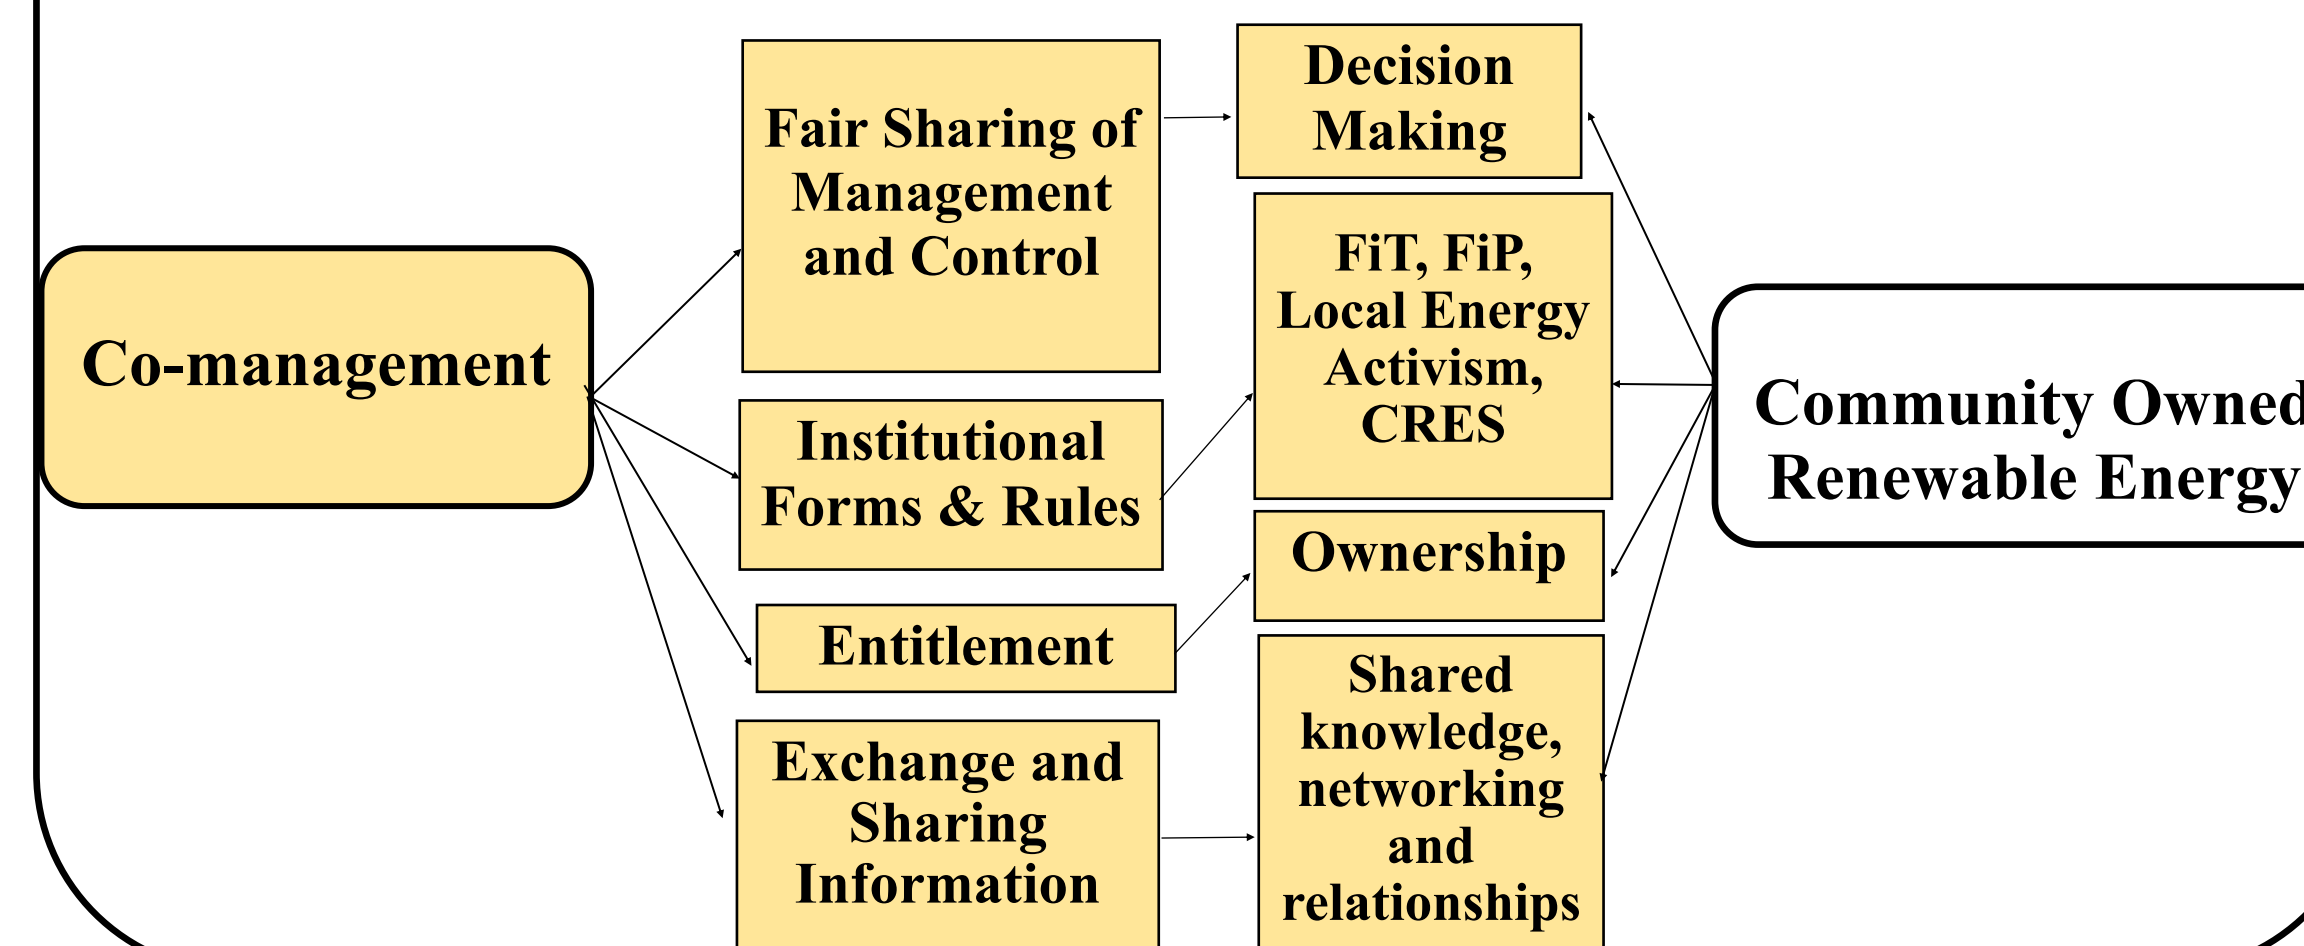 Co-management
Fair Sharing of
Management
and Control
Institutional
Forms & Rules
Entitlement
Exchange and
Sharing
Information
Decision
Making
FiT, FiP,
Local Energy
Activism,
CRES
Ownership
Shared
knowledge,
networking
and
relationships
Community Owned
Renewable Energy